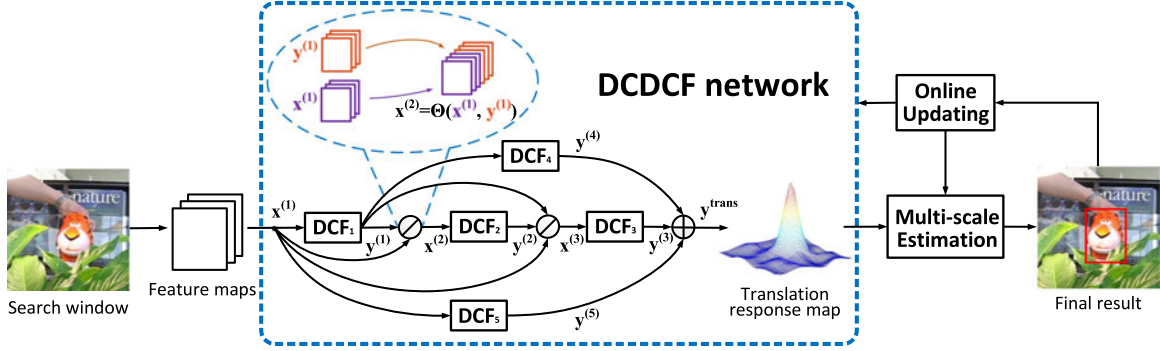 y(1)
x(1)
x(2)=Θ(x(1), y(1))
DCDCF network
Online
Updating
nature
Search window
Feature maps
x(1)
DCF1
y(1)
x(2)
DCF2
y(2)
x(3)
DCF3
y(3)
DCF4
y(4)
DCF5
y(5)
ytrans
Translation
response map
Multi-scale
Estimation
nature
Final result